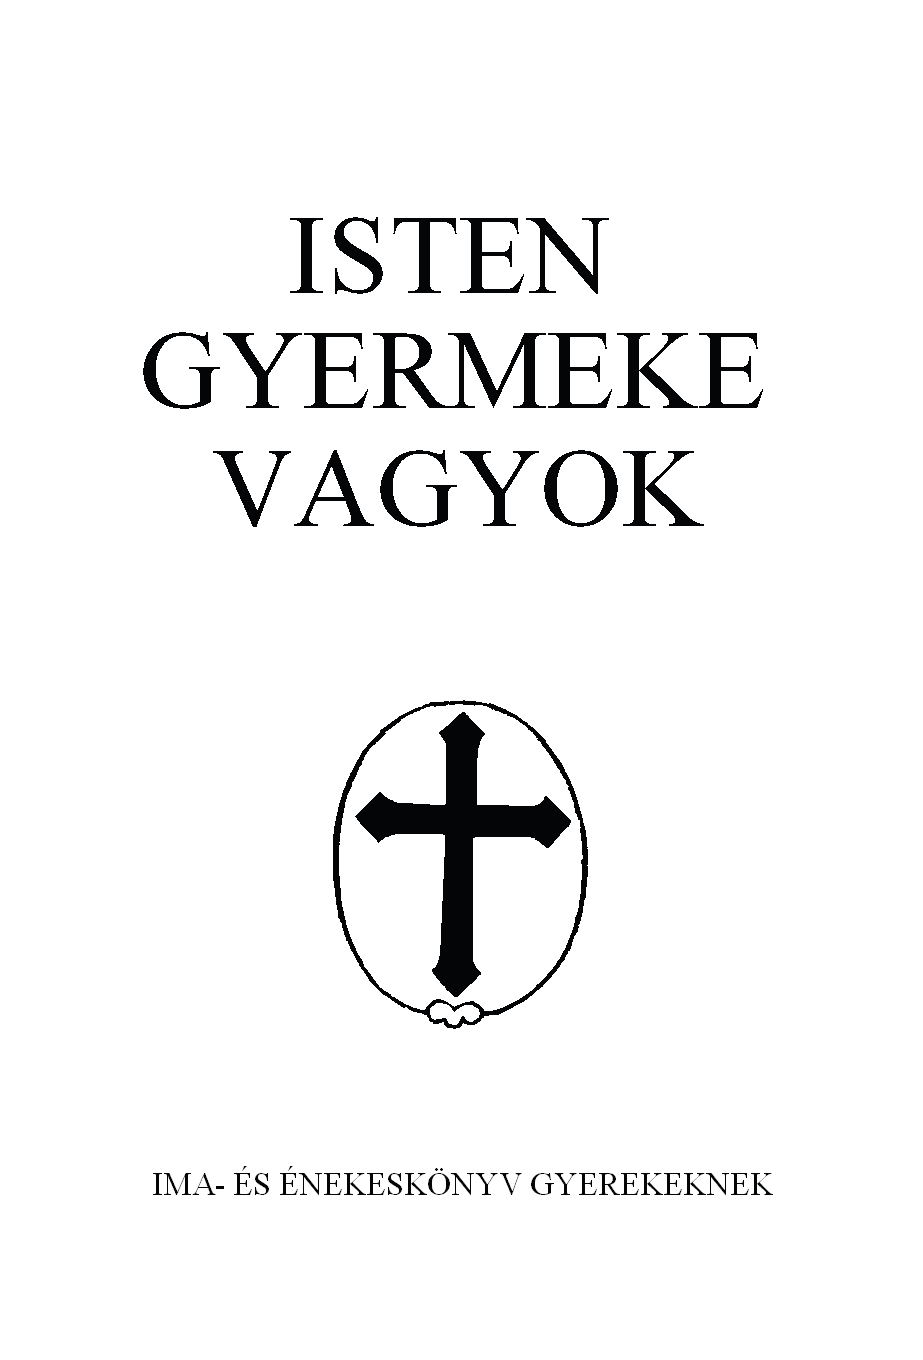 ISTEN
GYERMEKE
VAGYOK
IMA- ÉS ÉNEKESKÖNYV GYEREKEKNEK